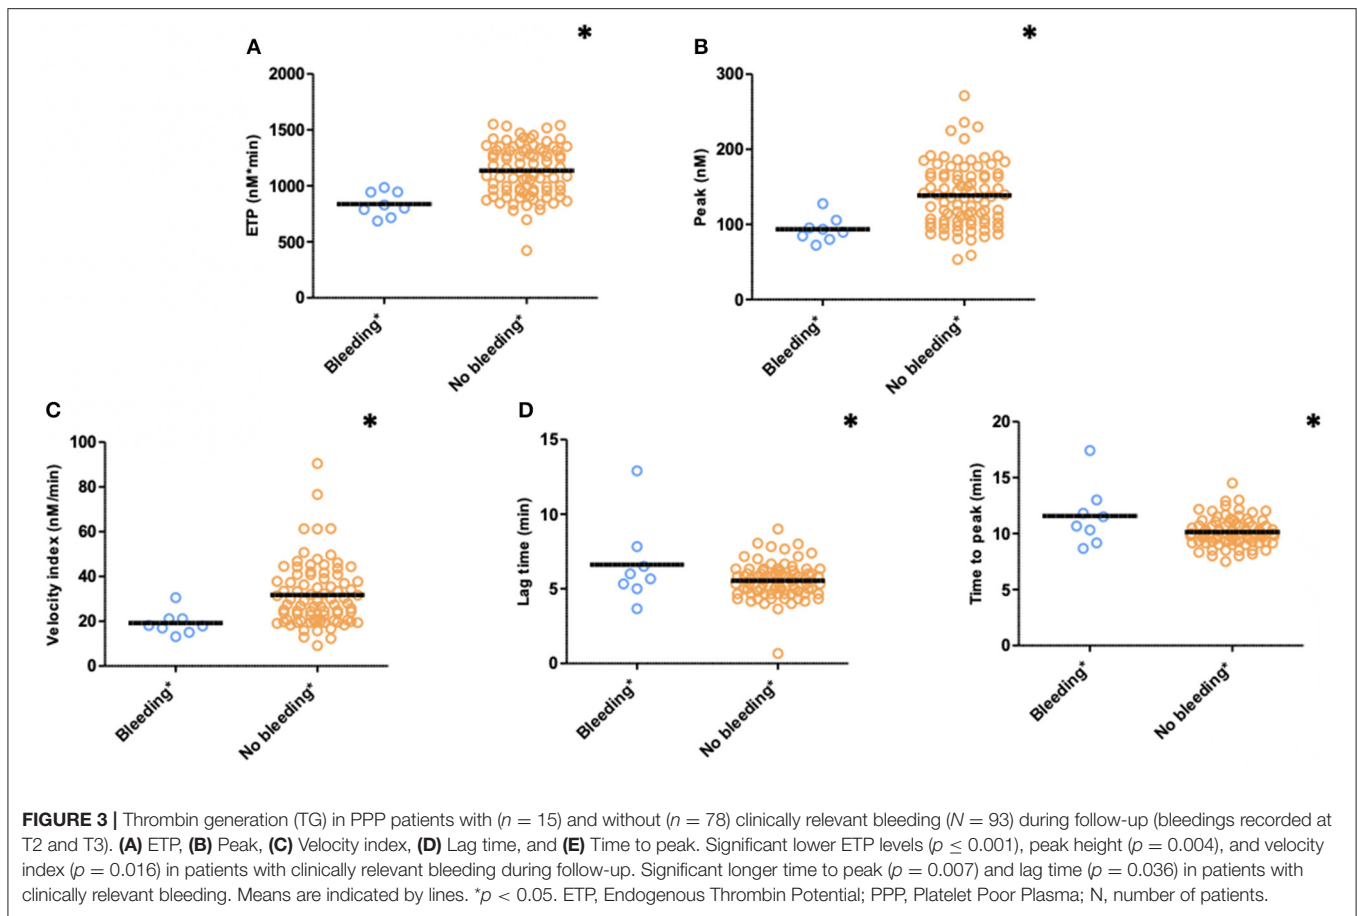 A
*
ETP (nM*min)
2000
1500
1000
500
0
Bleeding*
No bleeding*
B
*
Peak (nM)
300
200
100
0
Bleeding*
No bleeding*
C
*
Velocity index (nM/min)
100
80
60
40
20
0
Bleeding*
No bleeding*
D
*
Lag time (min)
15
10
5
0
Bleeding*
No bleeding*
*
Time to peak (min)
20
15
10
5
0
Bleeding*
No bleeding*
FIGURE 3 | Thrombin generation (TG) in PPP patients with (n = 15) and without (n = 78) clinically relevant bleeding (N = 93) during follow-up (bleedings recorded at
T2 and T3). (A) ETP, (B) Peak, (C) Velocity index, (D) Lag time, and (E) Time to peak. Significant lower ETP levels (p ≤ 0.001), peak height (p = 0.004), and velocity
index (p = 0.016) in patients with clinically relevant bleeding during follow-up. Significant longer time to peak (p = 0.007) and lag time (p = 0.036) in patients with
clinically relevant bleeding. Means are indicated by lines. *p < 0.05. ETP, Endogenous Thrombin Potential; PPP, Platelet Poor Plasma; N, number of patients.